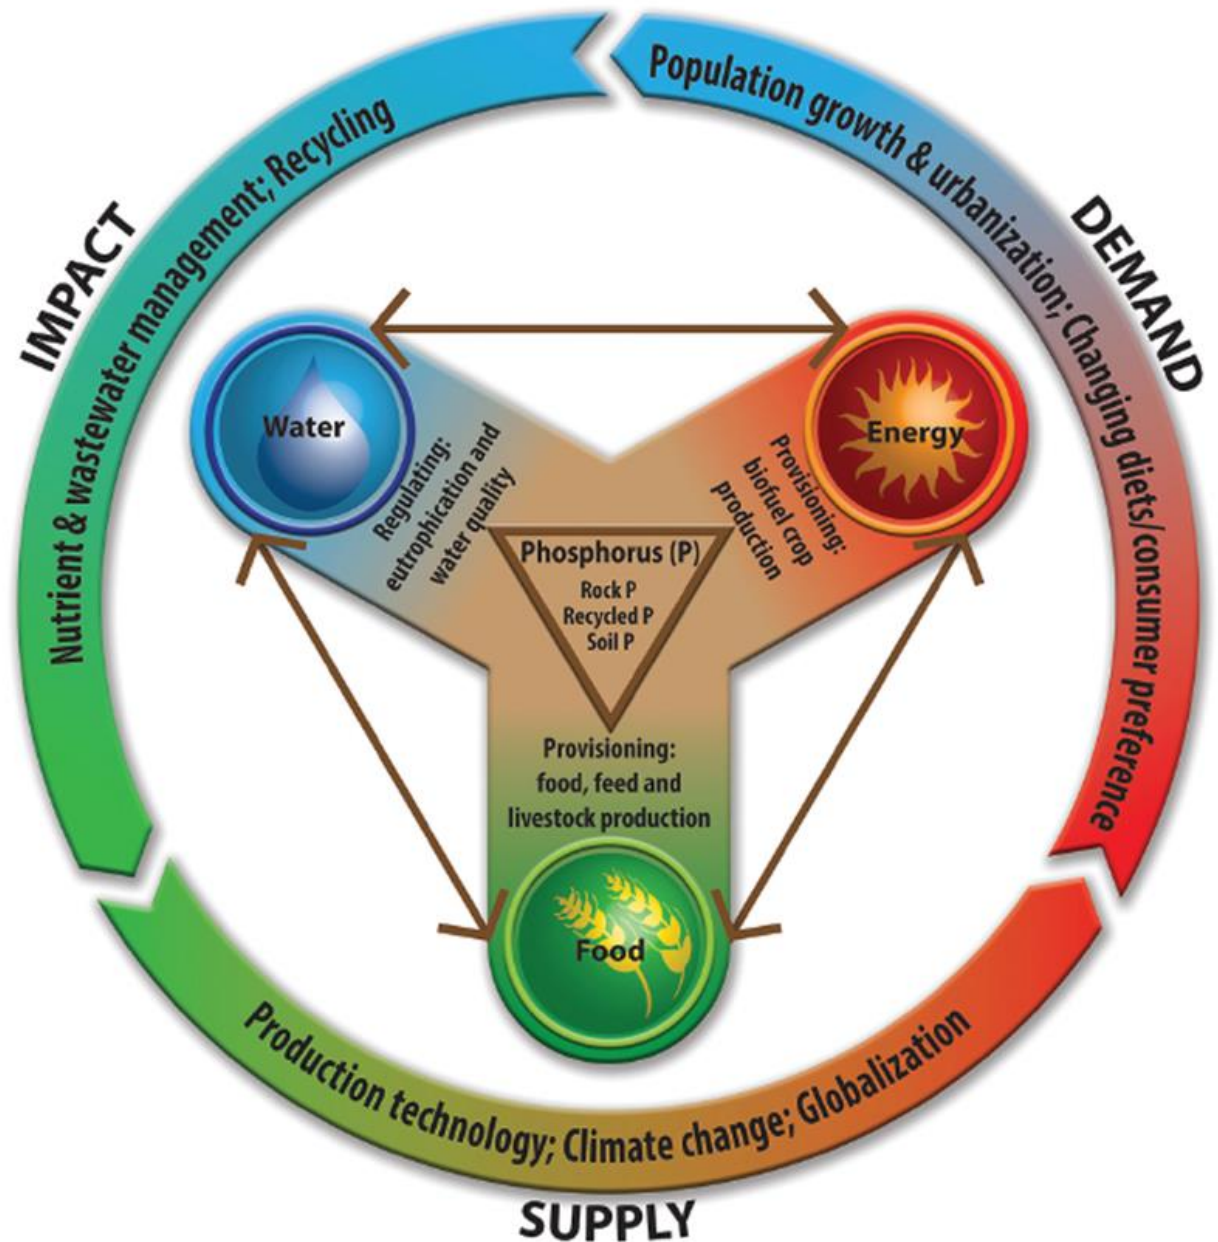 Population growth & urbanization; Changing diets/consumer preference
DEMAND
IMPACT
Nutrient & wastewater management; Recycling
Water
Energy
Regulating:
eutrophication and
water quality
Provisioning:
biofuel crop
production
Phosphorus (P)
Rock P
Recycled P
Soil P
Provisioning:
food, feed and
livestock production
Food
Production technology; Climate change; Globalization
SUPPLY